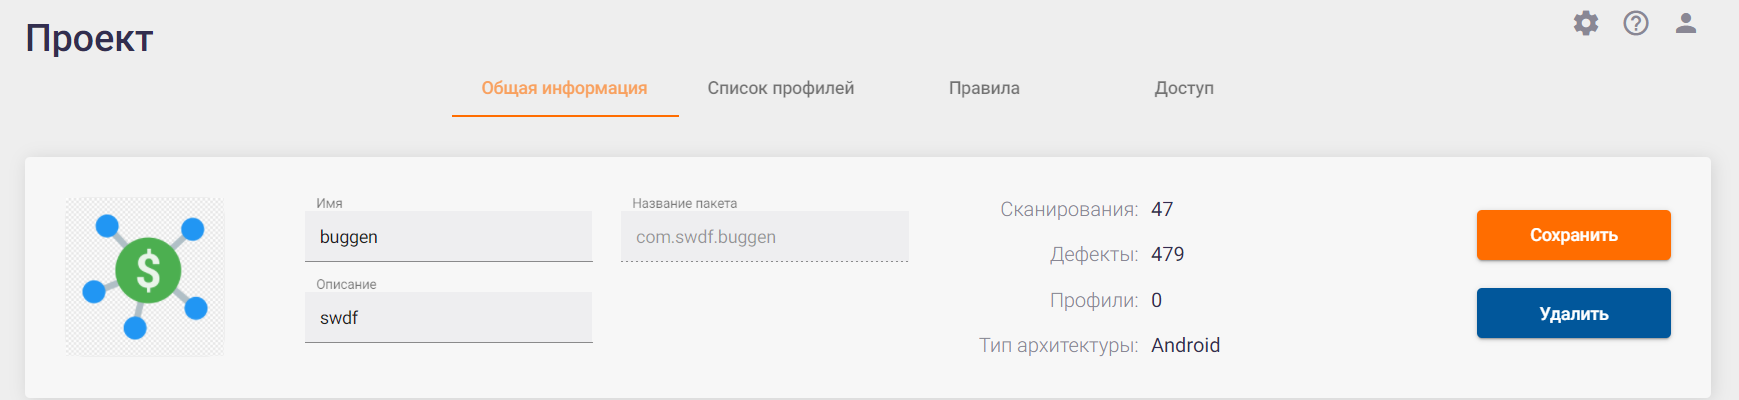 Проект
Общая информация
Список профилей
Правила
Доступ
Имя
buggen
Название пакета
com.swdf.buggen
Описание
swdf
Сканирования: 47
Дефекты: 479
Профили: 0
Тип архитектуры: Android
Сохранить
Удалить